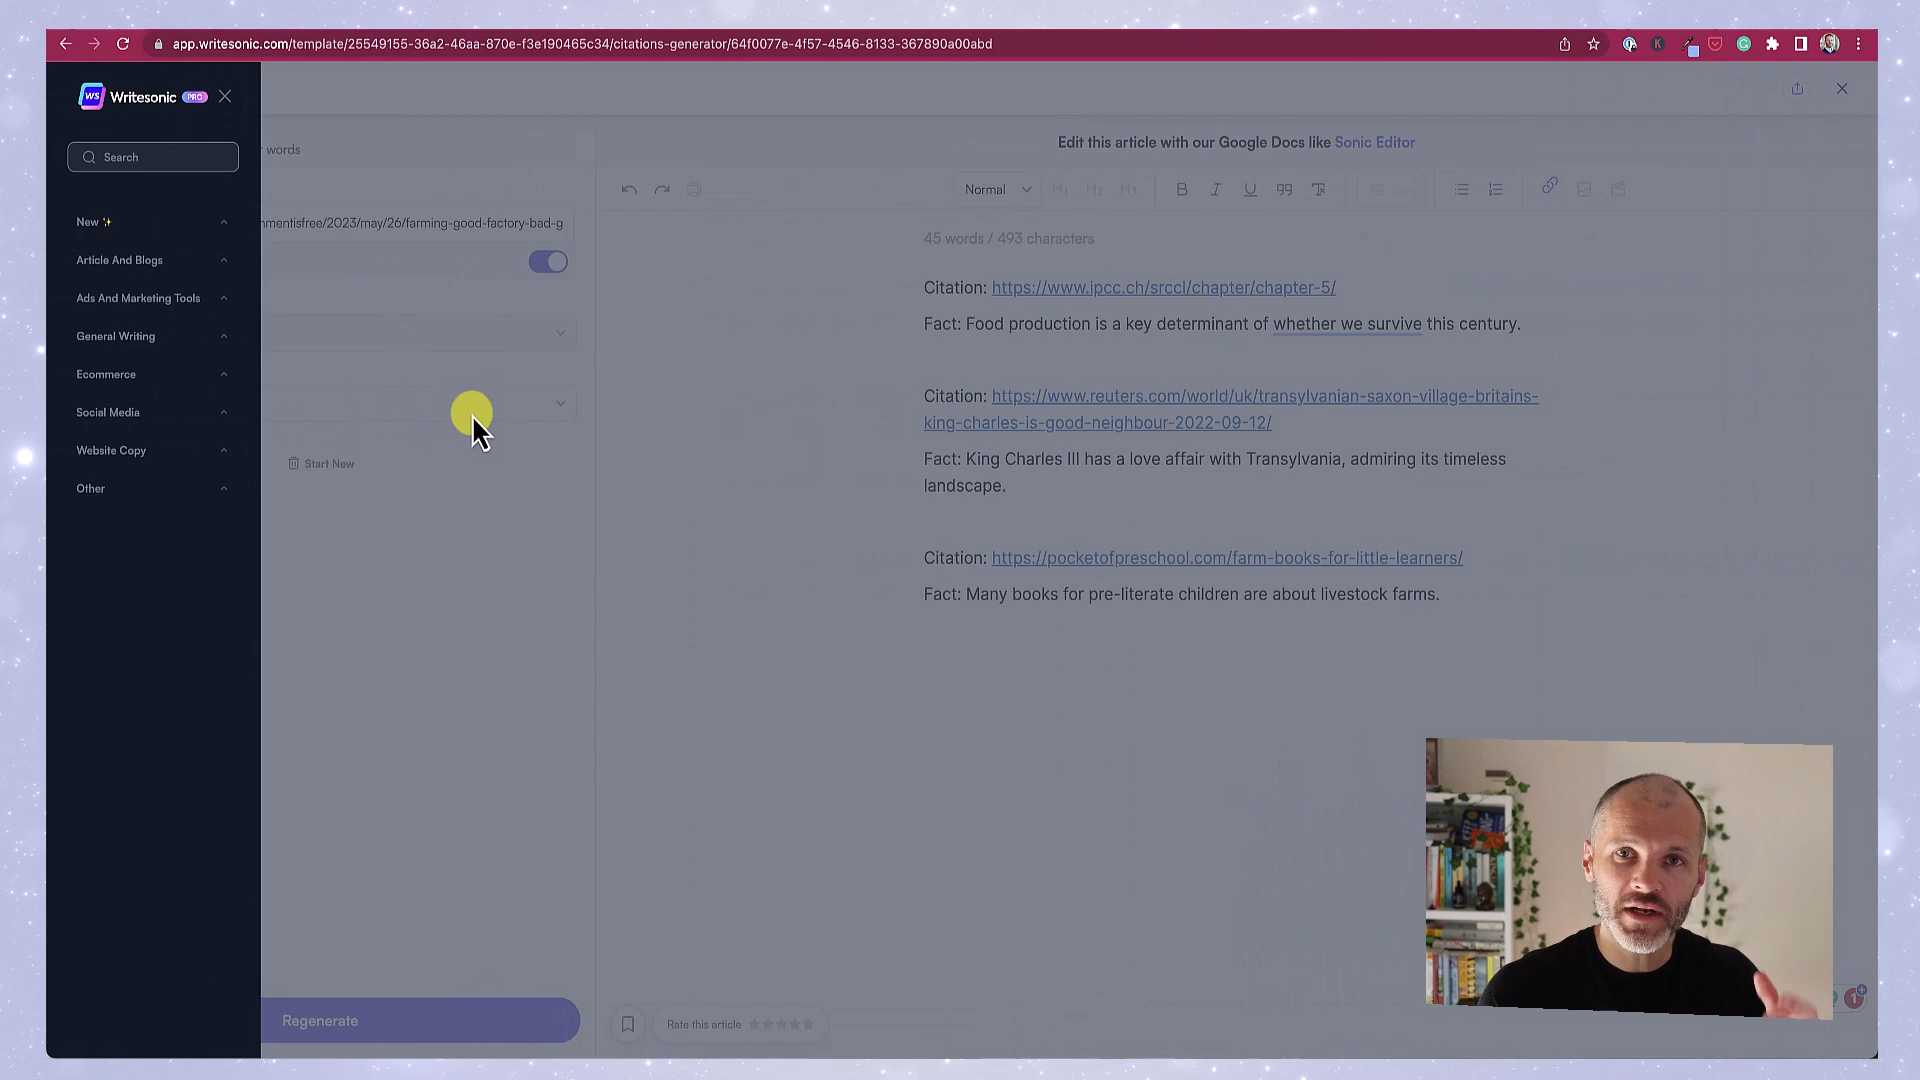 app.writesonic.com/template/25549155-36a2-46aa-870e-f3e190465c34/citations-generator/64f0077e-4f57-4546-8133-367890a00abd
WS Writesonic PRO
Search
New ✨
Article And Blogs
Ads And Marketing Tools
General Writing
Ecommerce
Social Media
Website Copy
Other
words
nmentisfree/2023/may/26/farming-good-factory-bad-g
Start New
Regenerate
Edit this article with our Google Docs like Sonic Editor
Normal
H1 H2 H3
45 words / 493 characters
Citation: https://www.ipcc.ch/srccl/chapter/chapter-5/
Fact: Food production is a key determinant of whether we survive this century.
Citation: https://www.reuters.com/world/uk/transylvanian-saxon-village-britains-
king-charles-is-good-neighbour-2022-09-12/
Fact: King Charles III has a love affair with Transylvania, admiring its timeless
landscape.
Citation: https://pocketofpreschool.com/farm-books-for-little-learners/
Fact: Many books for pre-literate children are about livestock farms.
Rate this article
1